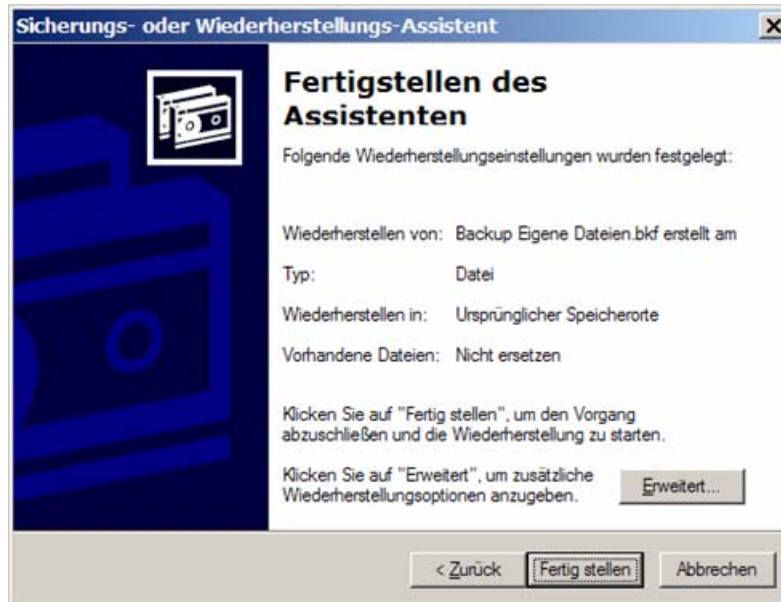 Sicherungs- oder Wiederherstellungs-Assistent
Fertigstellen des
Assistenten
Folgende Wiederherstellungseinstellungen wurden festgelegt:
Wiederherstellen von: Backup Eigene Dateien.bkf erstellt am
Typ: Datei
Wiederherstellen in: Ursprünglicher Speicherorte
Vorhandene Dateien: Nicht ersetzen
Klicken Sie auf "Fertig stellen", um den Vorgang
abzuschließen und die Wiederherstellung zu starten.
Klicken Sie auf "Erweitert", um zusätzliche
Wiederherstellungsoptionen anzugeben.
Erweitert...
< Zurück Fertig stellen Abbrechen